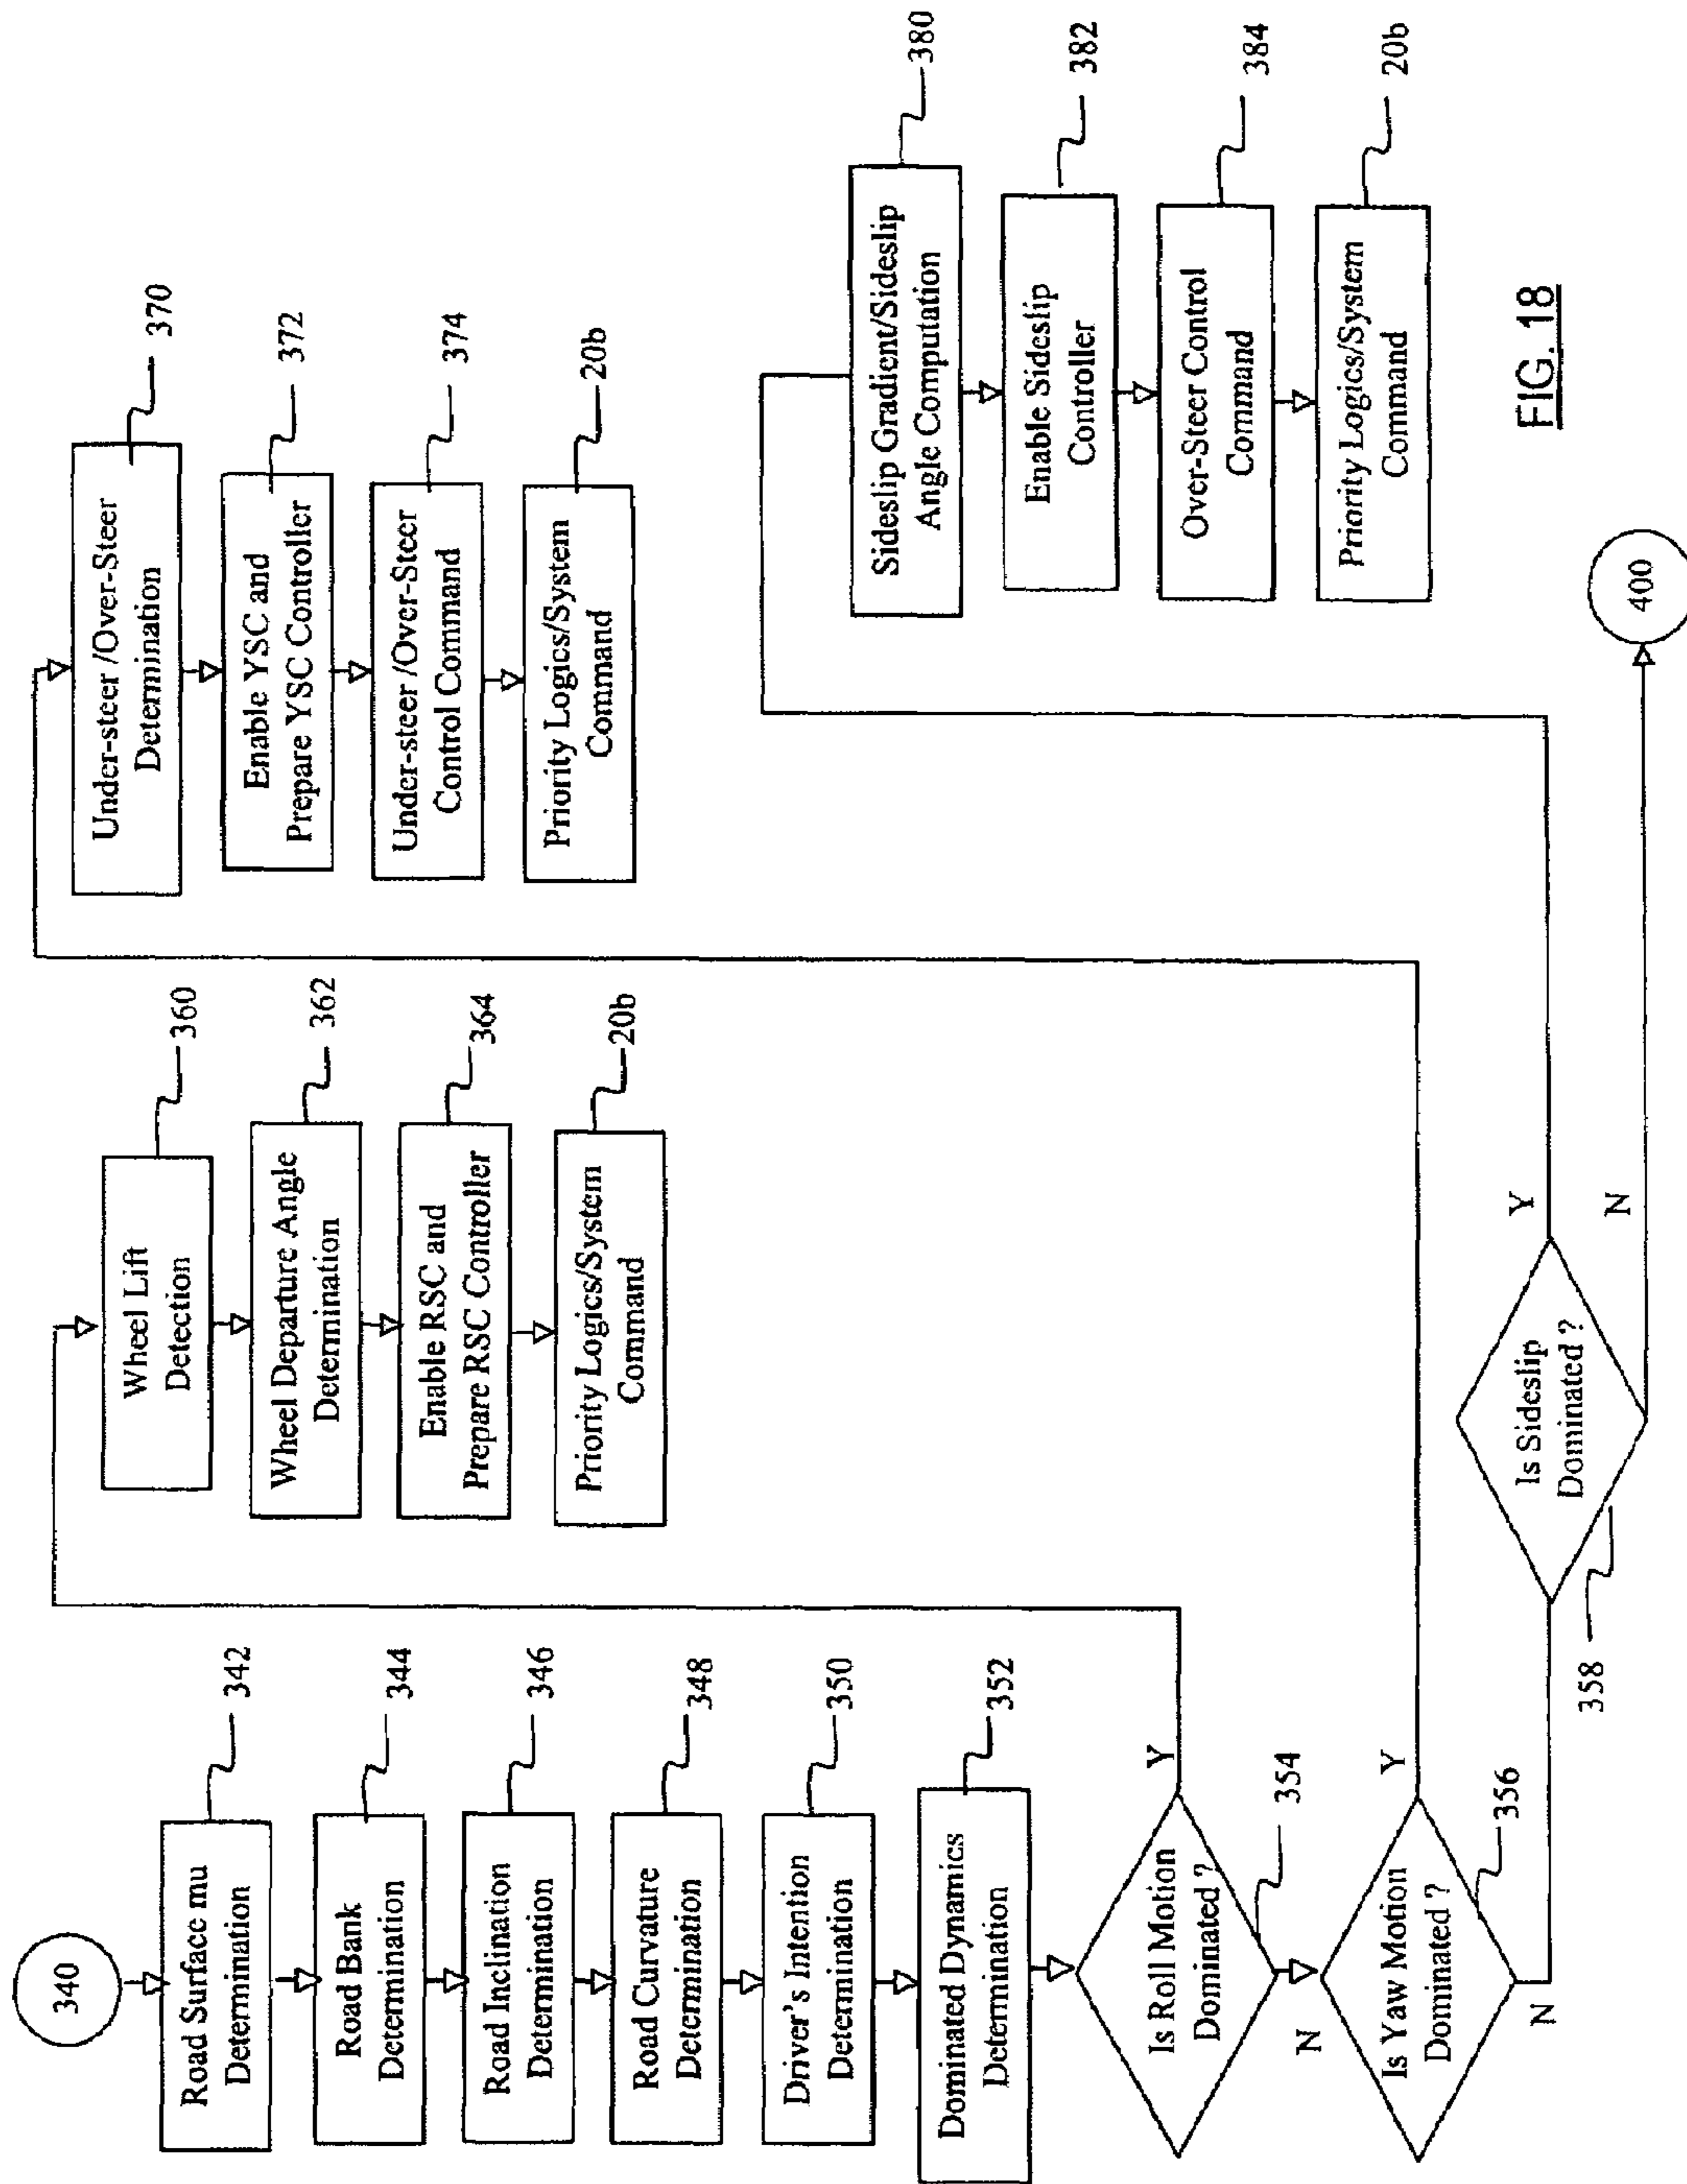 340
Road Surface mu
Determination
342
Road Bank
Determination
344
Road Inclination
Determination
346
Road Curvature
Determination
348
Driver's Intention
Determination
350
Dominated Dynamics
Determination
352
Is Roll Motion
Dominated ?
Y
354
N
Is Yaw Motion
Dominated ?
Y
356
N
Is Sideslip
Dominated ?
Y
N
358
Wheel Lift
Detection
360
Wheel Departure Angle
Determination
362
Enable RSC and
Prepare RSC Controller
364
Priority Logics/System
Command
20b
Under-steer /Over-Steer
Determination
370
Enable YSC and
Prepare YSC Controller
372
Under-steer /Over-Steer
Control Command
374
Priority Logics/System
Command
20b
Sideslip Gradient/Sideslip
Angle Computation
380
Enable Sideslip
Controller
382
Over-Steer Control
Command
384
Priority Logics/System
Command
20b
400
FIG. 18